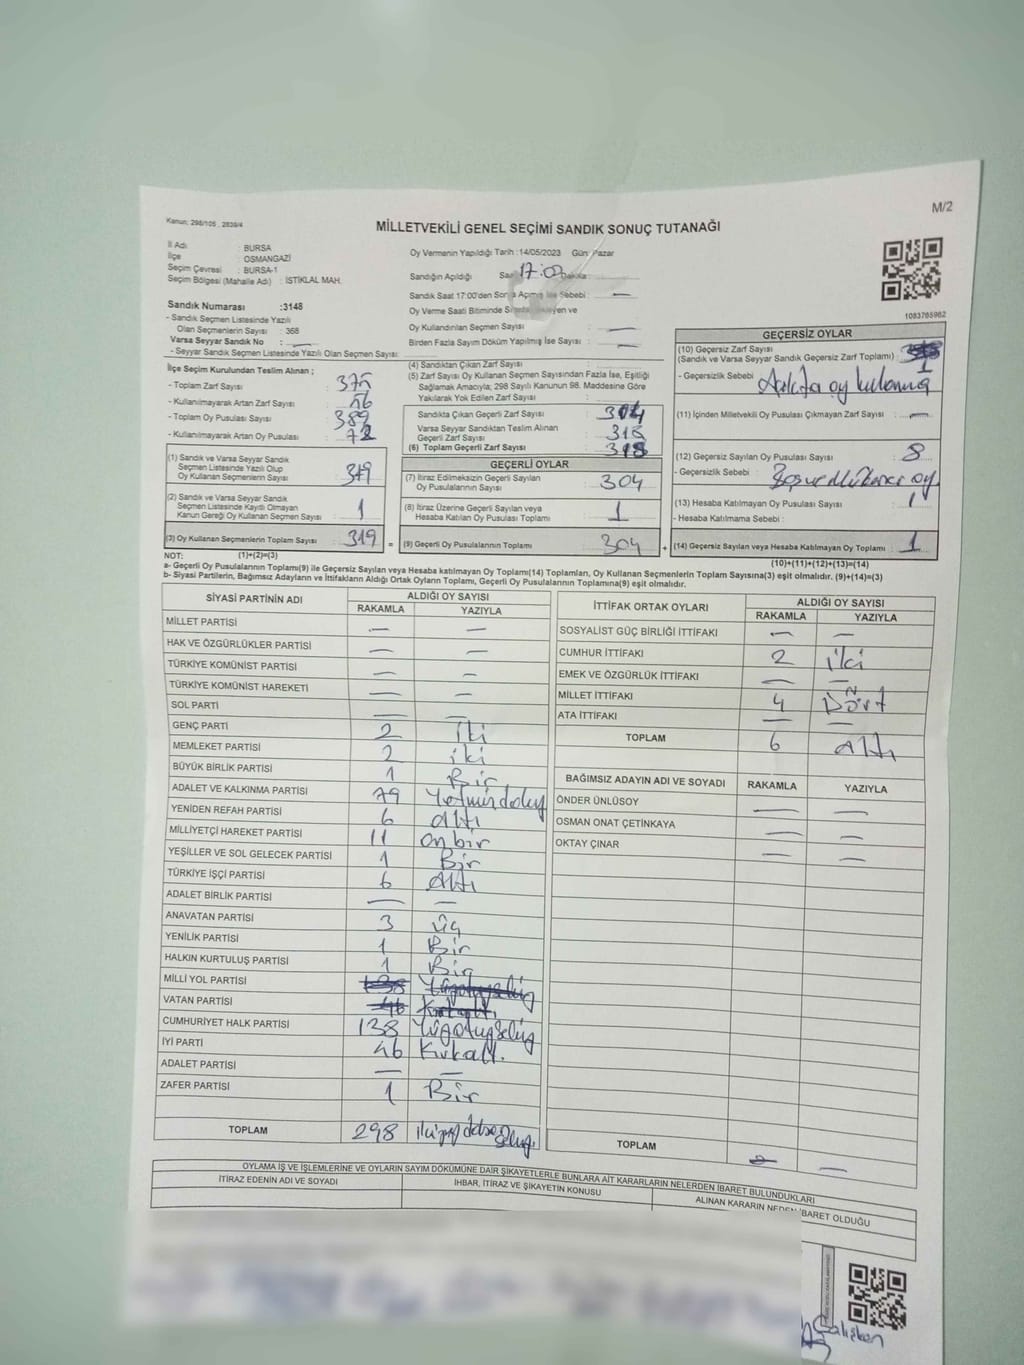 M/2
Kanun: 298/105, 2839/4
MİLLETVEKİLİ GENEL SEÇİMİ SANDIK SONUÇ TUTANAĞI
İl Adı : BURSA
İlçe : OSMANGAZİ
Seçim Çevresi : BURSA-1
Seçim Bölgesi (Mahalle Adı) : İSTİKLAL MAH.
Sandık Numarası :3148
- Sandık Seçmen Listesinde Yazılı
Olan Seçmenlerin Sayısı : 368
Varsa Seyyar Sandık No : —
- Seyyar Sandık Seçmen Listesinde Yazılı Olan Seçmen Sayısı :
Oy Vermenin Yapıldığı Tarih :14/05/2023 Gün: Pazar
Sandığın Açıldığı 17:00
Sandık Saat 17:00'den Sonra Açılmış İse Sebebi : —
Oy Verme Saati Bitiminde
Oy Kullandırılan Seçmen Sayısı : —
Birden Fazla Sayım Döküm Yapılmış İse Sayısı : —
1083765962
İlçe Seçim Kurulundan Teslim Alınan ;
- Toplam Zarf Sayısı : 375
- Kullanılmayarak Artan Zarf Sayısı : 56
- Toplam Oy Pusulası Sayısı : 389
- Kullanılmayarak Artan Oy Pusulası : 72
(1) Sandık ve Varsa Seyyar Sandık
Seçmen Listesinde Yazılı Olup
Oy Kullanan Seçmenlerin Sayısı : 319
(2) Sandık ve Varsa Seyyar Sandık
Seçmen Listesinde Kayıtlı Olmayan
Kanun Gereği Oy Kullanan Seçmen Sayısı : 1
(3) Oy Kullanan Seçmenlerin Toplam Sayısı : 319 =
(4) Sandıktan Çıkan Zarf Sayısı :
(5) Zarf Sayısı Oy Kullanan Seçmen Sayısından Fazla İse, Eşitliği
Sağlamak Amacıyla; 298 Sayılı Kanunun 98. Maddesine Göre
Yakılarak Yok Edilen Zarf Sayısı :
Sandıkta Çıkan Geçerli Zarf Sayısı : 304
Varsa Seyyar Sandıktan Teslim Alınan
Geçerli Zarf Sayısı :
(6) Toplam Geçerli Zarf Sayısı : 318
GEÇERLİ OYLAR
(7) İtiraz Edilmeksizin Geçerli Sayılan
Oy Pusulalarının Sayısı : 304
(8) İtiraz Üzerine Geçerli Sayılan veya
Hesaba Katılan Oy Pusulası Toplamı : 1
(9) Geçerli Oy Pusulalarının Toplamı : 304 +
GEÇERSİZ OYLAR
(10) Geçersiz Zarf Sayısı
(Sandık ve Varsa Seyyar Sandık Geçersiz Zarf Toplamı) : 1
- Geçersizlik Sebebi : Açıkta oy kullanma
(11) İçinden Milletvekili Oy Pusulası Çıkmayan Zarf Sayısı : —
(12) Geçersiz Sayılan Oy Pusulası Sayısı : 8
- Geçersizlik Sebebi : oy
(13) Hesaba Katılmayan Oy Pusulası Sayısı : 1
- Hesaba Katılmama Sebebi :
(14) Geçersiz Sayılan veya Hesaba Katılmayan Oy Toplamı : 1
NOT: (1)+(2)=(3) (10)+(11)+(12)+(13)=(14)
a- Geçerli Oy Pusulalarının Toplamı(9) ile Geçersiz Sayılan veya Hesaba katılmayan Oy Toplamı(14) Toplamları, Oy Kullanan Seçmenlerin Toplam Sayısına(3) eşit olmalıdır. (9)+(14)=(3)
b- Siyasi Partilerin, Bağımsız Adayların ve İttifakların Aldığı Ortak Oyların Toplamı, Geçerli Oy Pusulalarının Toplamına(9) eşit olmalıdır.
SİYASİ PARTİNİN ADI ALDIĞI OY SAYISI
RAKAMLA YAZIYLA
MİLLET PARTİSİ — —
HAK VE ÖZGÜRLÜKLER PARTİSİ — —
TÜRKİYE KOMÜNİST PARTİSİ — —
TÜRKİYE KOMÜNİST HAREKETİ — —
SOL PARTİ — —
GENÇ PARTİ 2 iki
MEMLEKET PARTİSİ 2 iki
BÜYÜK BİRLİK PARTİSİ 1 Bir
ADALET VE KALKINMA PARTİSİ 79 Yetmişdokuz
YENİDEN REFAH PARTİSİ 6 altı
MİLLİYETÇİ HAREKET PARTİSİ 11 on bir
YEŞİLLER VE SOL GELECEK PARTİSİ 1 Bir
TÜRKİYE İŞÇİ PARTİSİ 6 Altı
ADALET BİRLİK PARTİSİ — —
ANAVATAN PARTİSİ 3 üç
YENİLİK PARTİSİ 1 Bir
HALKIN KURTULUŞ PARTİSİ 1 Bir
MİLLİ YOL PARTİSİ 138 Yüzotuzsekiz
VATAN PARTİSİ 46 Kırkaltı
CUMHURİYET HALK PARTİSİ 138 Yüzotuzsekiz
İYİ PARTİ 46 Kırkaltı
ADALET PARTİSİ — —
ZAFER PARTİSİ 1 Bir
TOPLAM 298
İTTİFAK ORTAK OYLARI ALDIĞI OY SAYISI
RAKAMLA YAZIYLA
SOSYALİST GÜÇ BİRLİĞİ İTTİFAKI — —
CUMHUR İTTİFAKI 2 iki
EMEK VE ÖZGÜRLÜK İTTİFAKI — —
MİLLET İTTİFAKI 4 Dört
ATA İTTİFAKI — —
TOPLAM 6 Altı
BAĞIMSIZ ADAYIN ADI VE SOYADI RAKAMLA YAZIYLA
ÖNDER ÜNLÜSOY — —
OSMAN ONAT ÇETİNKAYA — —
OKTAY ÇINAR — —
TOPLAM — —
OYLAMA İŞ VE İŞLEMLERİNE VE OYLARIN SAYIM DÖKÜMÜNE DAİR ŞİKAYETLERLE BUNLARA AİT KARARLARIN NELERDEN İBARET BULUNDUKLARI
İTİRAZ EDENİN ADI VE SOYADI İHBAR, İTİRAZ VE ŞİKAYETİN KONUSU ALINAN KARARIN NEDEN İBARET OLDUĞU
Çalışkan